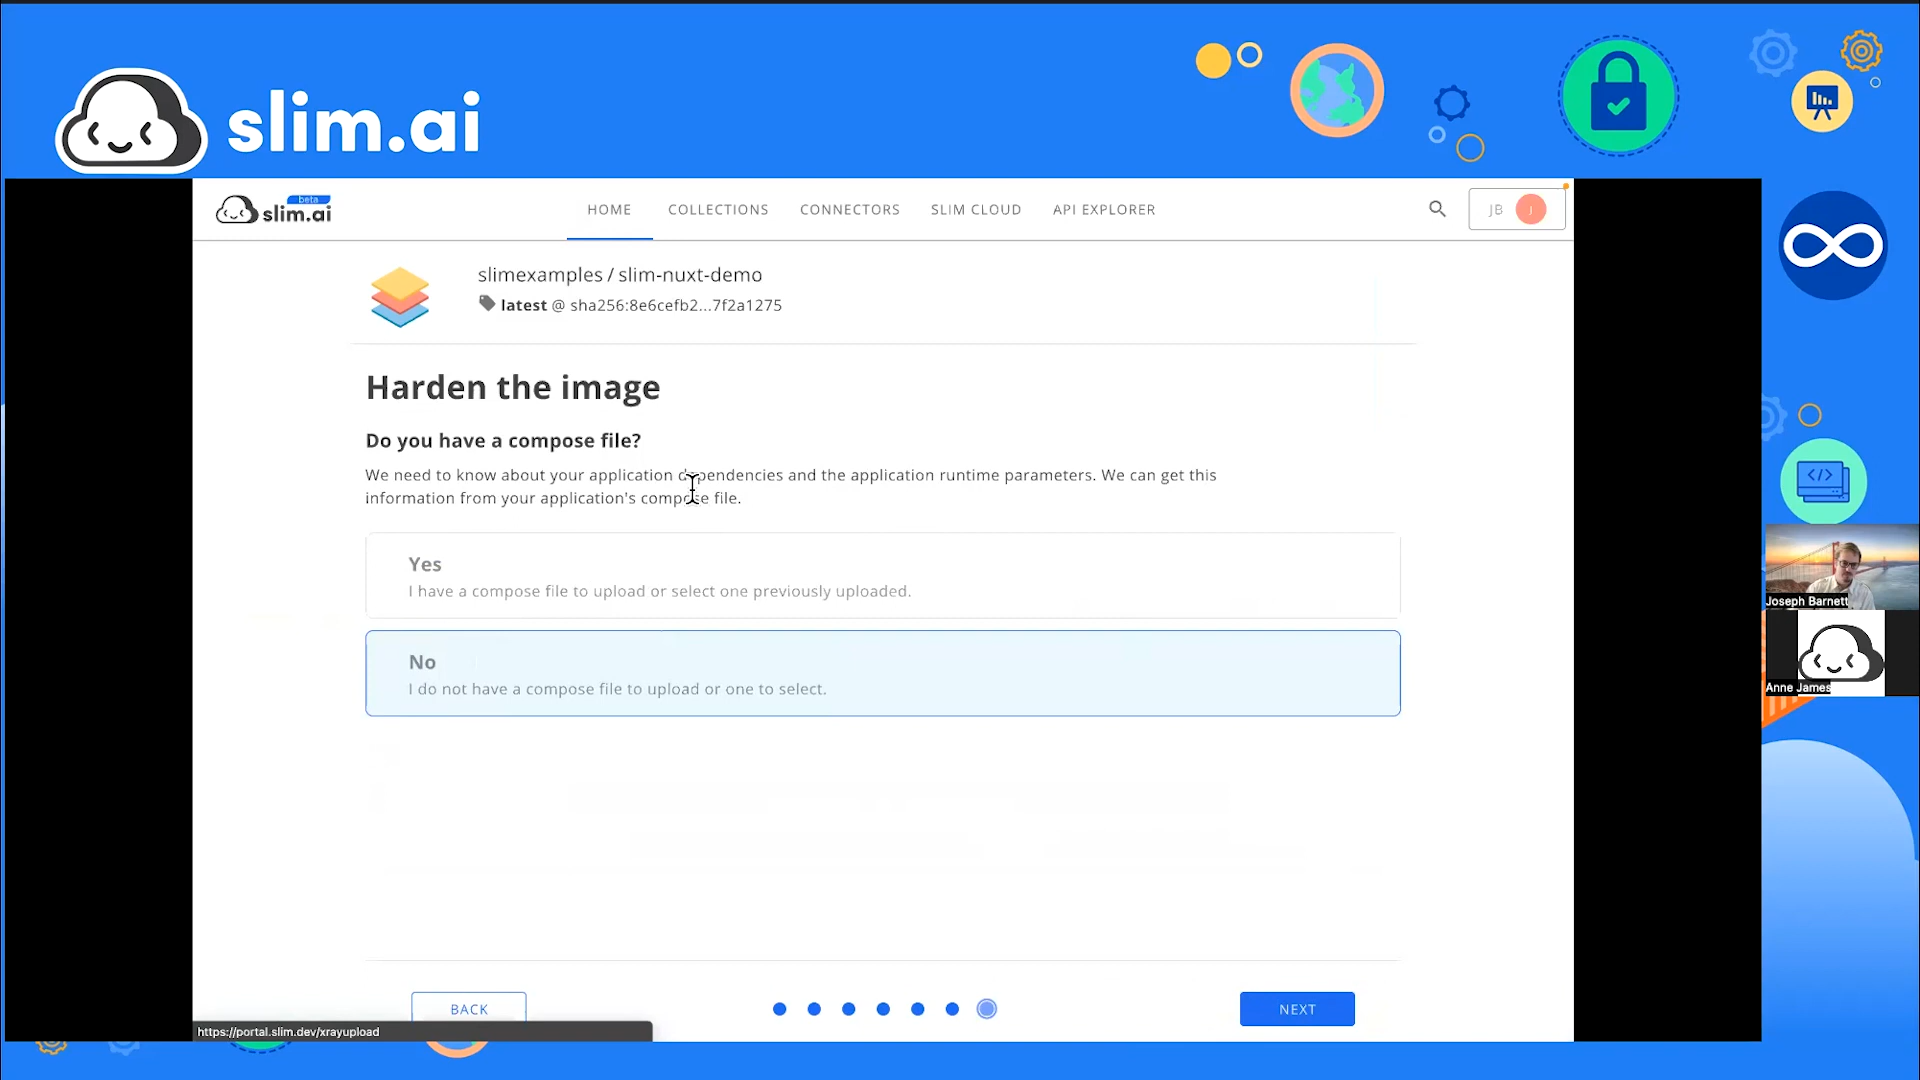 slim.ai
beta
slim.ai
HOME
COLLECTIONS
CONNECTORS
SLIM CLOUD
API EXPLORER
JB
J
slimexamples / slim-nuxt-demo
latest @ sha256:8e6cefb2...7f2a1275
Harden the image
Do you have a compose file?
We need to know about your application dependencies and the application runtime parameters. We can get this
information from your application's compose file.
Yes
I have a compose file to upload or select one previously uploaded.
No
I do not have a compose file to upload or one to select.
BACK
NEXT
https://portal.slim.dev/xrayupload
</>
Joseph Barnett
Anne James